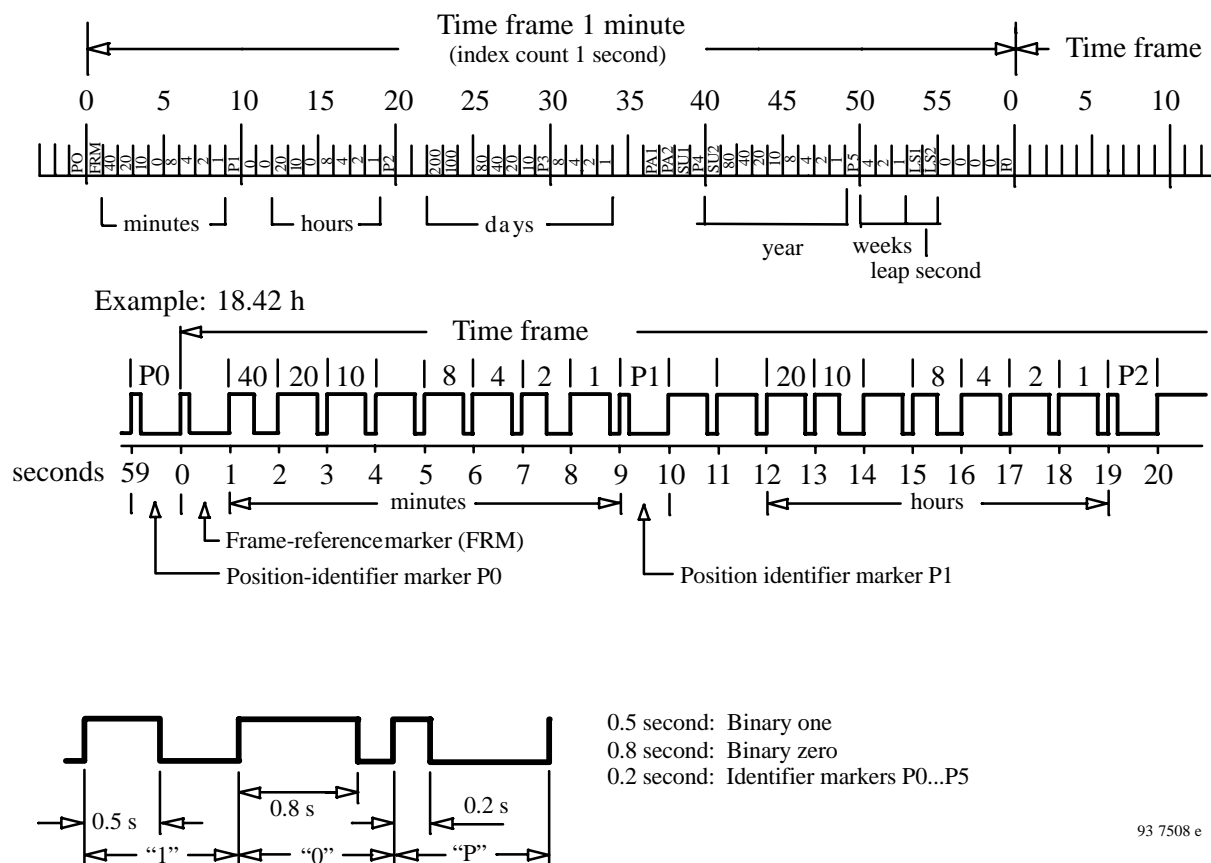 Time frame 1 minute
(index count 1 second)
Time frame
0 5 10 15 20 25 30 35 40 45 50 55 0 5 10
PO FRM 40 20 10 0 8 4 2 1 P1 0 0 20 10 0 8 4 2 1 P2 200 100 80 40 20 10 P3 8 4 2 1 PA1 PA2 SU1 P4 SU2 80 40 20 10 8 4 2 1 P5 4 2 1 LS1 LS2 0 0 0 0 P0
minutes hours days
year weeks
leap second
Example: 18.42 h
Time frame
P0 40 20 10 8 4 2 1 P1 20 10 8 4 2 1 P2
seconds 59 0 1 2 3 4 5 6 7 8 9 10 11 12 13 14 15 16 17 18 19 20
minutes hours
Frame-reference marker (FRM)
Position-identifier marker P0
Position identifier marker P1
0.5 second: Binary one
0.8 second: Binary zero
0.2 second: Identifier markers P0...P5
0.5 s 0.8 s 0.2 s
“1” “0” “P”
93 7508 e